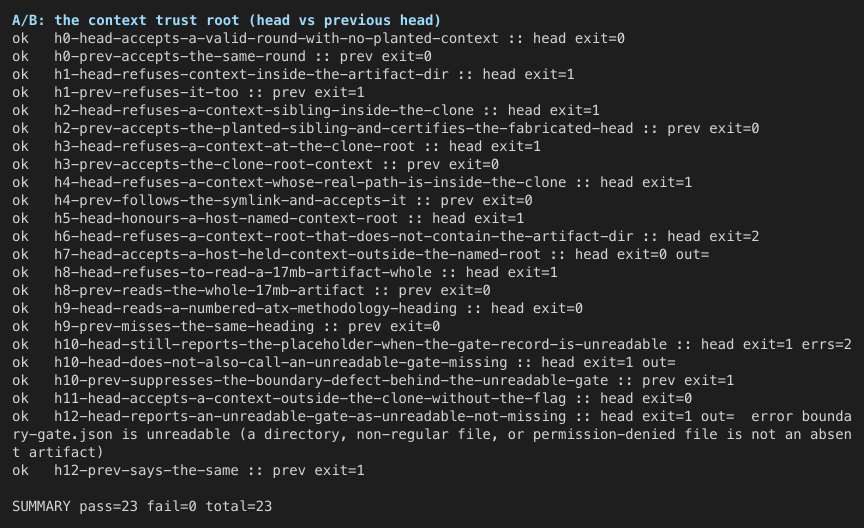 A/B: the context trust root (head vs previous head)
ok   h0-head-accepts-a-valid-round-with-no-planted-context :: head exit=0
ok   h0-prev-accepts-the-same-round :: prev exit=0
ok   h1-head-refuses-context-inside-the-artifact-dir :: head exit=1
ok   h1-prev-refuses-it-too :: prev exit=1
ok   h2-head-refuses-a-context-sibling-inside-the-clone :: head exit=1
ok   h2-prev-accepts-the-planted-sibling-and-certifies-the-fabricated-head :: prev exit=0
ok   h3-head-refuses-a-context-at-the-clone-root :: head exit=1
ok   h3-prev-accepts-the-clone-root-context :: prev exit=0
ok   h4-head-refuses-a-context-whose-real-path-is-inside-the-clone :: head exit=1
ok   h4-prev-follows-the-symlink-and-accepts-it :: prev exit=0
ok   h5-head-honours-a-host-named-context-root :: head exit=1
ok   h6-head-refuses-a-context-root-that-does-not-contain-the-artifact-dir :: head exit=2
ok   h7-head-accepts-a-host-held-context-outside-the-named-root :: head exit=0 out=
ok   h8-head-refuses-to-read-a-17mb-artifact-whole :: head exit=1
ok   h8-prev-reads-the-whole-17mb-artifact :: prev exit=0
ok   h9-head-reads-a-numbered-atx-methodology-heading :: head exit=0
ok   h9-prev-misses-the-same-heading :: prev exit=0
ok   h10-head-still-reports-the-placeholder-when-the-gate-record-is-unreadable :: head exit=1 errs=2
ok   h10-head-does-not-also-call-an-unreadable-gate-missing :: head exit=1 out=
ok   h10-prev-suppresses-the-boundary-defect-behind-the-unreadable-gate :: prev exit=1
ok   h11-head-accepts-a-context-outside-the-clone-without-the-flag :: head exit=0
ok   h12-head-reports-an-unreadable-gate-as-unreadable-not-missing :: head exit=1 out=  error bounda
ry-gate.json is unreadable (a directory, non-regular file, or permission-denied file is not an absen
t artifact)
ok   h12-prev-says-the-same :: prev exit=1
SUMMARY pass=23 fail=0 total=23